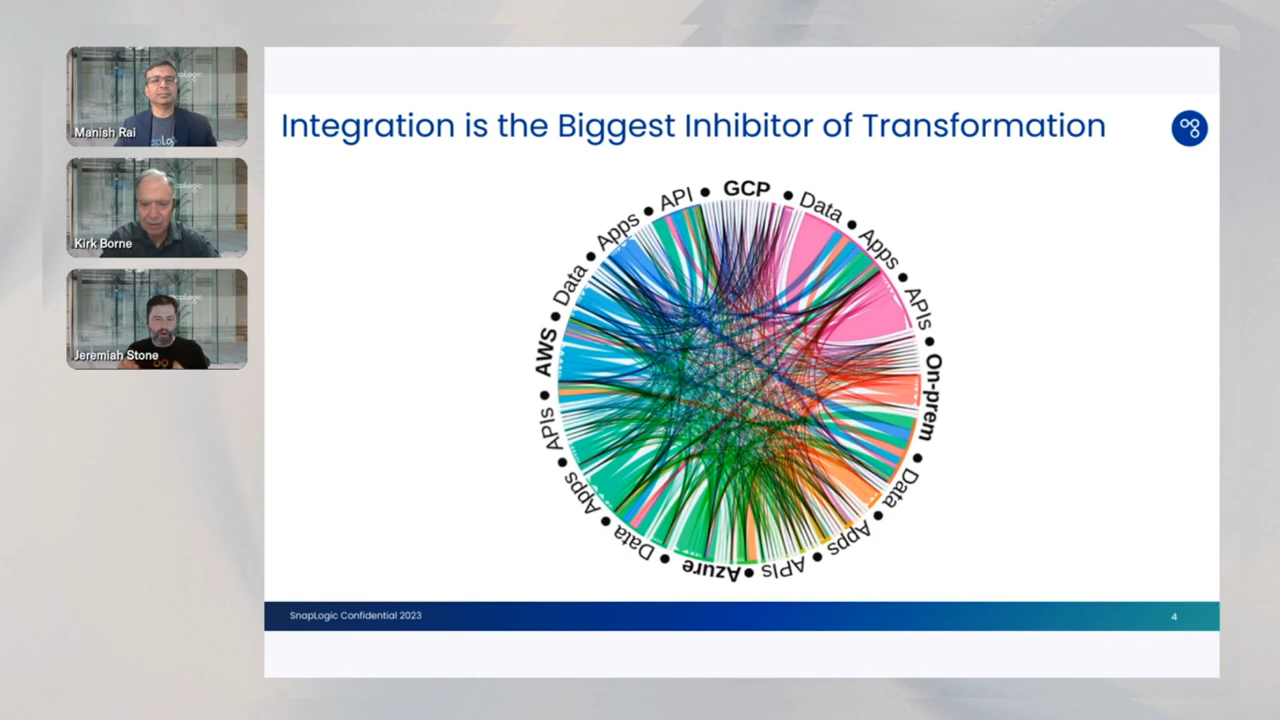 Manish Rai
Kirk Borne
Jeremiah Stone
Integration is the Biggest Inhibitor of Transformation
GCP • Data • Apps • APIs • On-prem • Data • Apps • APIs • Azure • Data • Apps • APIs • AWS • Data • Apps • API •
SnapLogic Confidential 2023
4